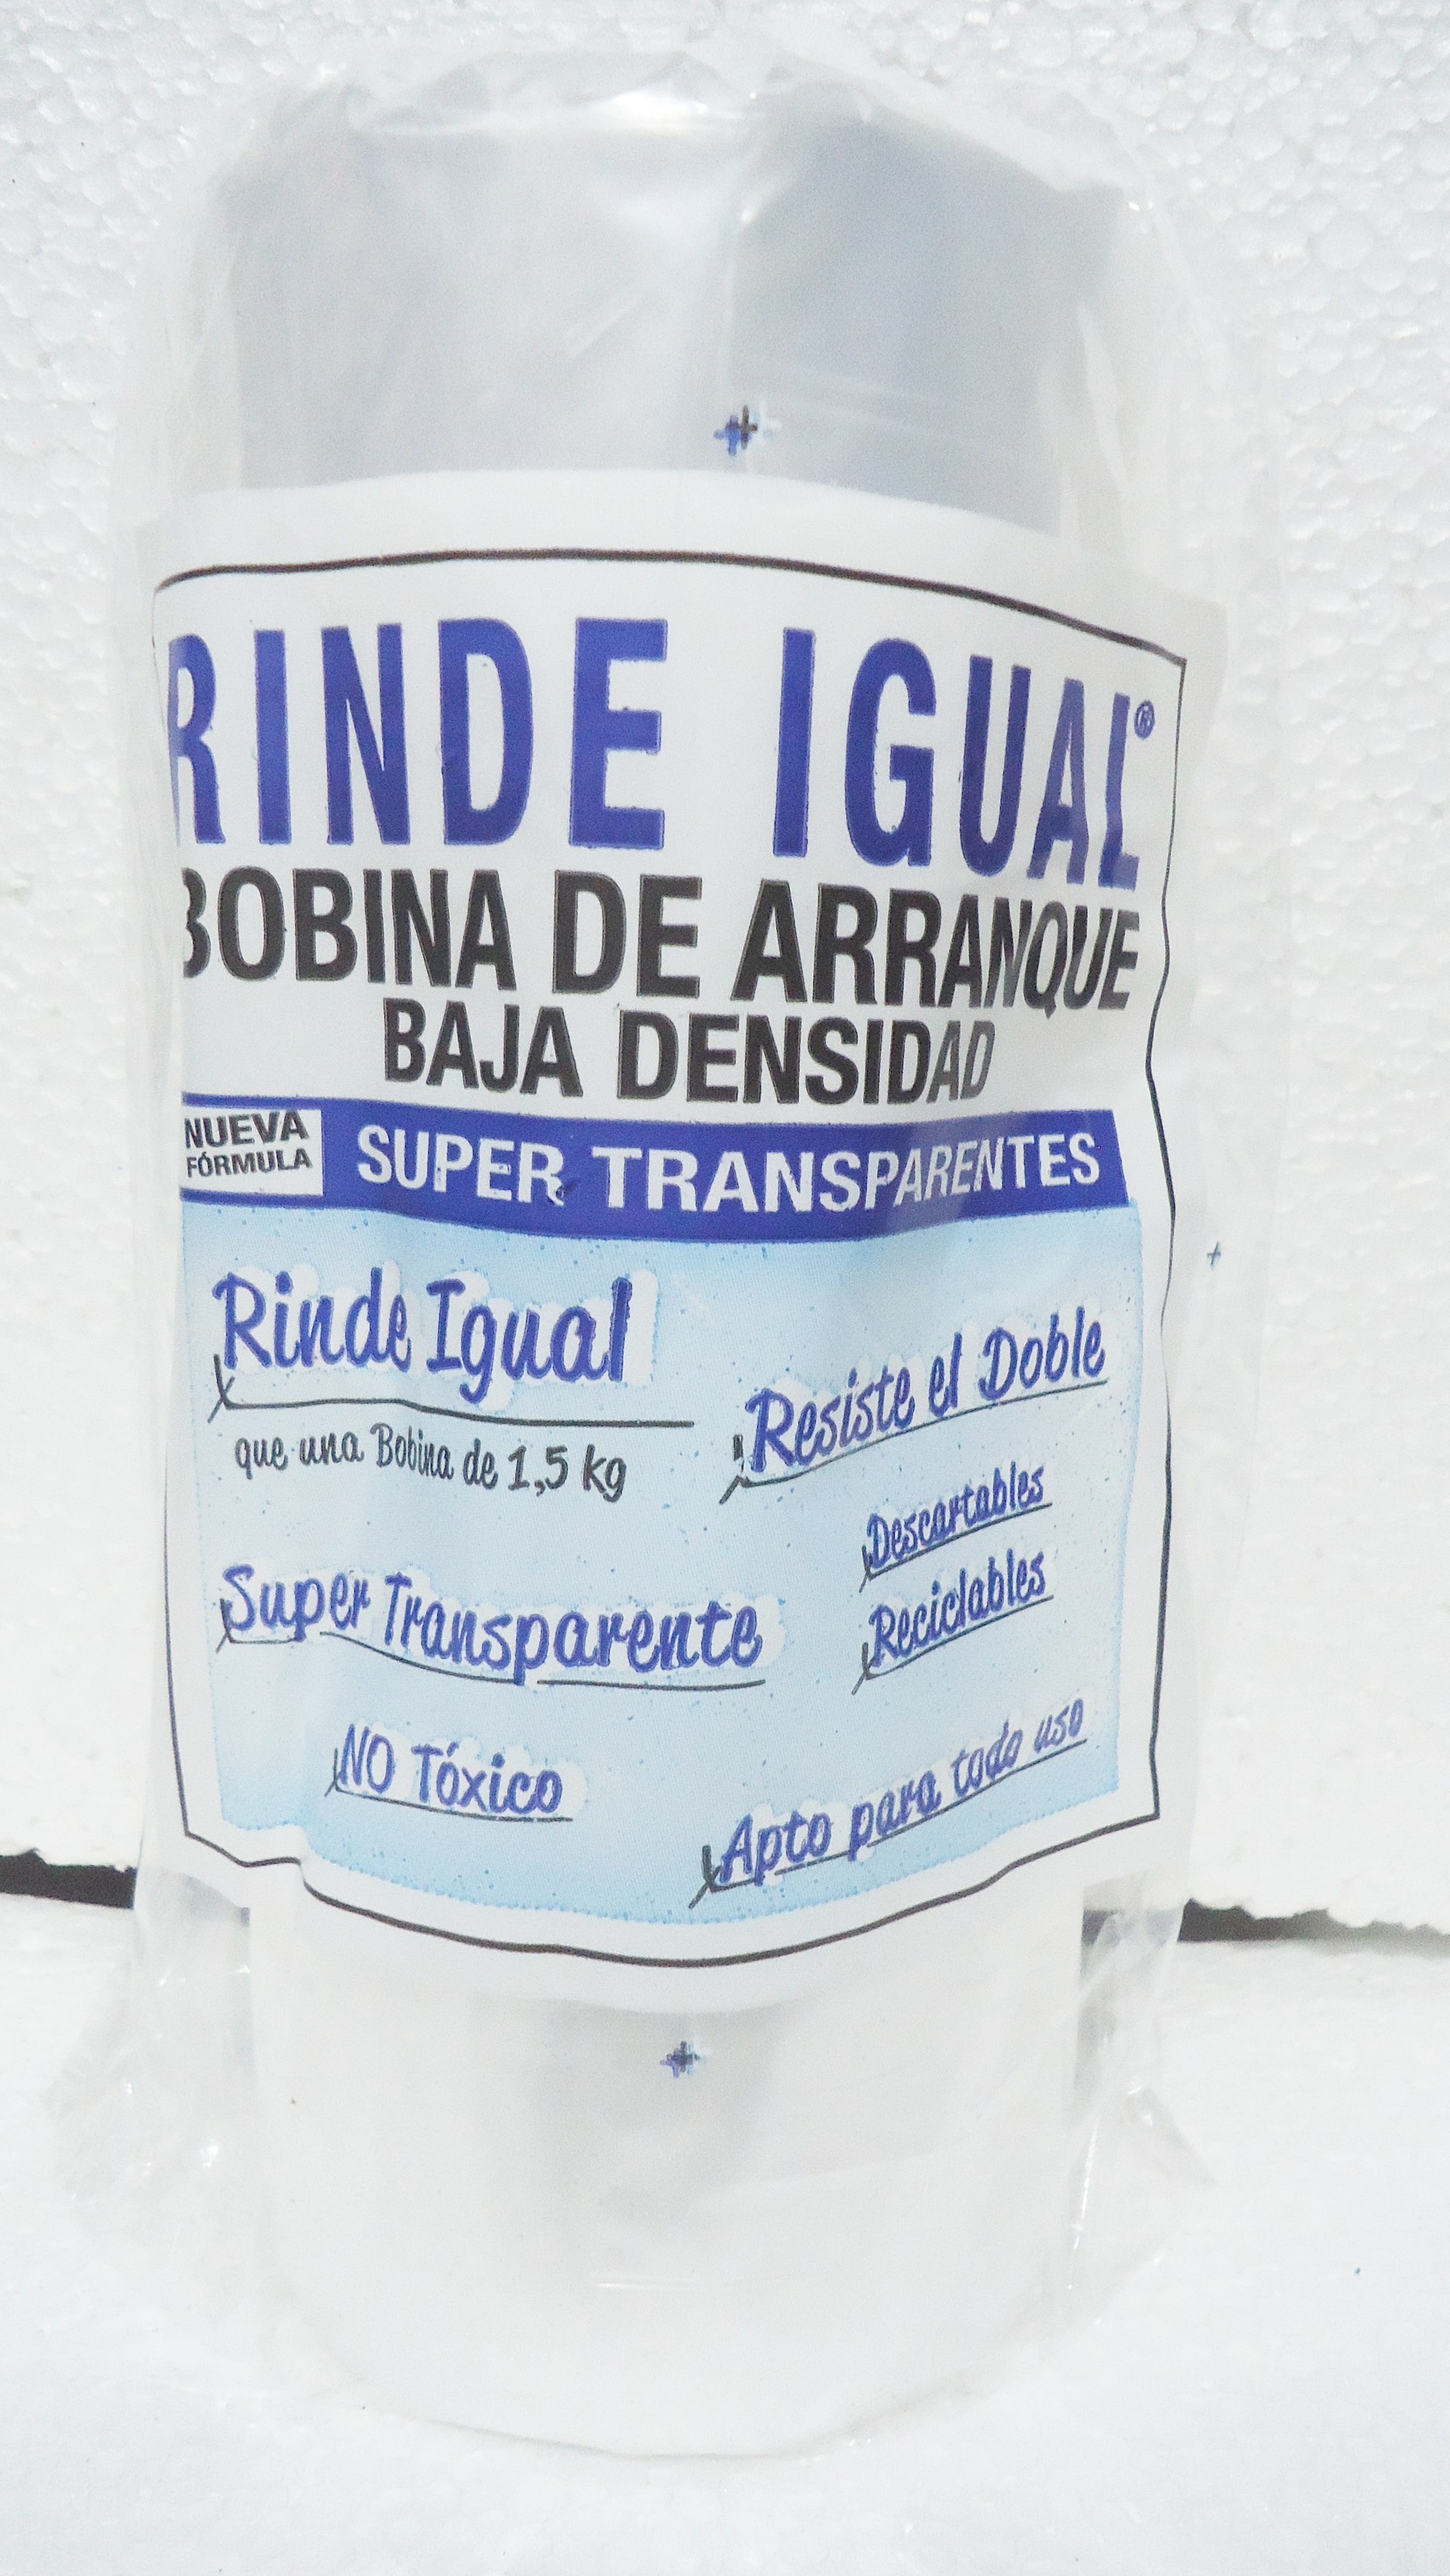 RINDE IGUAL®
BOBINA DE ARRANQUE
BAJA DENSIDAD
NUEVA
FÓRMULA
SUPER TRANSPARENTES
Rinde Igual
que una Bobina de 1,5 kg
Resiste el Doble
Descartables
Reciclables
Super Transparente
NO Tóxico
Apto para todo uso